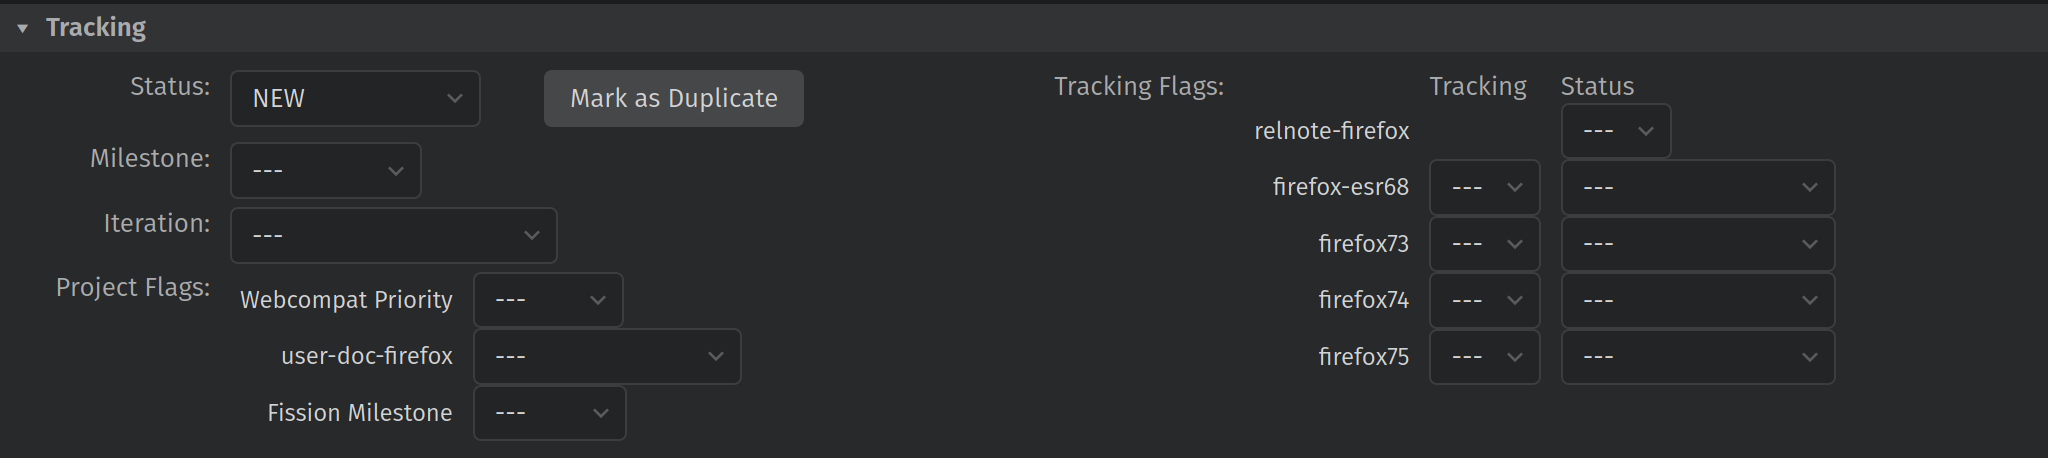 Tracking
Status: NEW Mark as Duplicate
Milestone: ---
Iteration: ---
Project Flags:
Webcompat Priority ---
user-doc-firefox ---
Fission Milestone ---
Tracking Flags: Tracking Status
relnote-firefox ---
firefox-esr68 --- ---
firefox73 --- ---
firefox74 --- ---
firefox75 --- ---